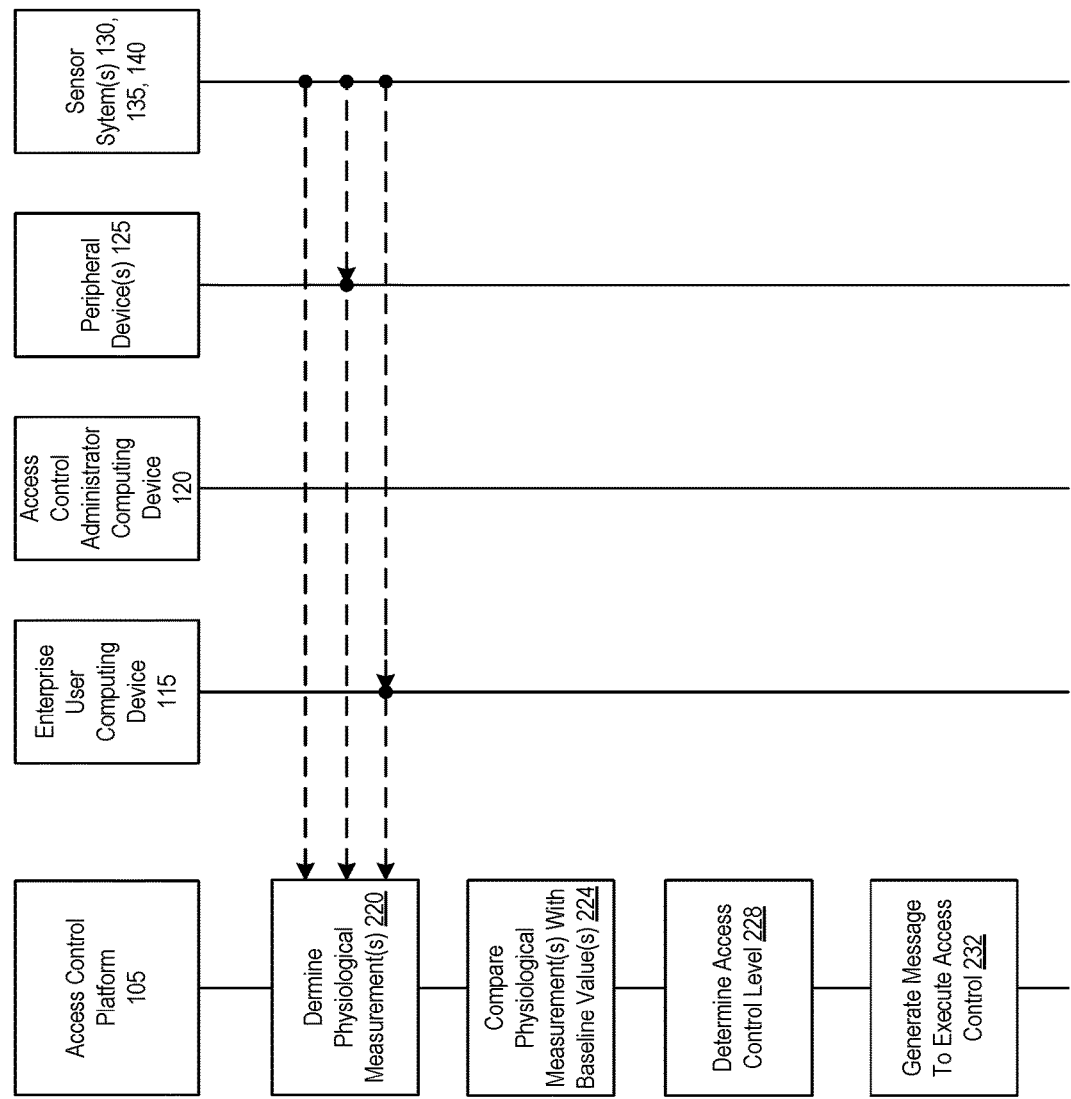 Access Control
Platform
105
Enterprise
User
Computing
Device
115
Access
Control
Administrator
Computing
Device
120
Peripheral
Device(s) 125
Sensor
Sytem(s) 130,
135, 140
Dermine
Physiological
Measurement(s) 220
Compare
Physiological
Measurement(s) With
Baseline Value(s) 224
Determine Access
Control Level 228
Generate Message
To Execute Access
Control 232